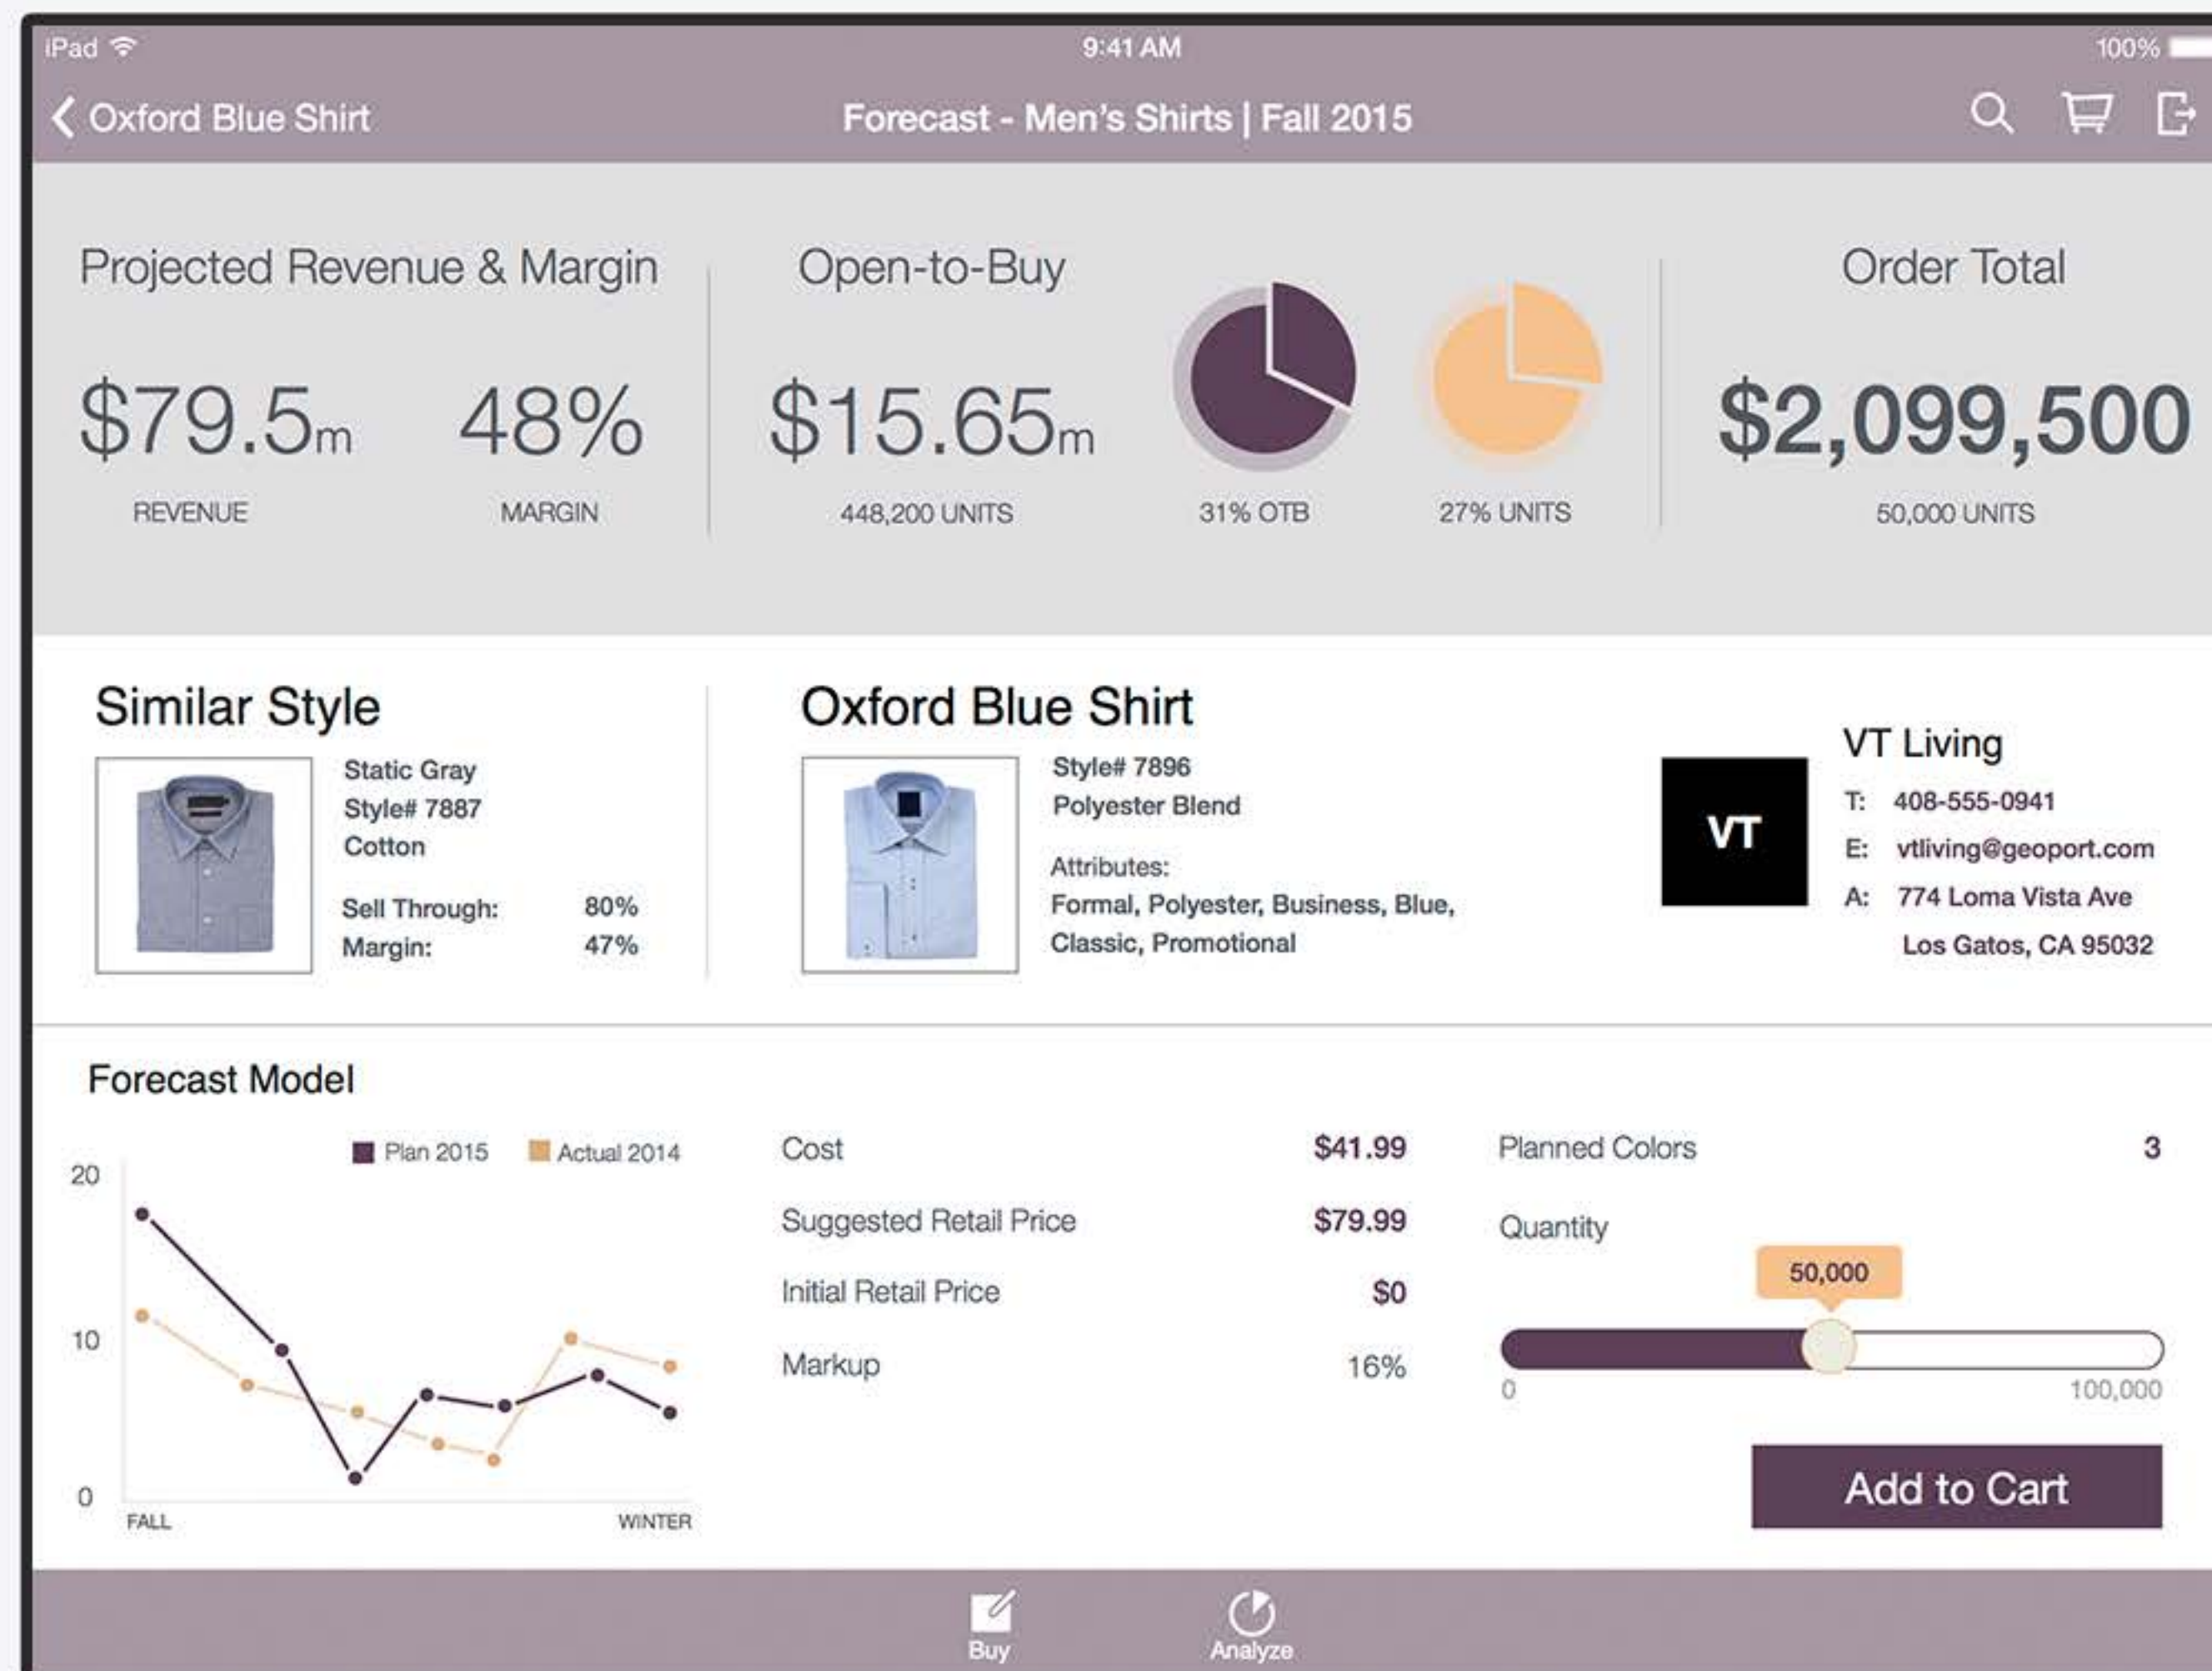 iPad 9:41 AM 100%
Oxford Blue Shirt Forecast - Men's Shirts | Fall 2015
Projected Revenue & Margin
$79.5m 48%
REVENUE MARGIN
Open-to-Buy
$15.65m
448,200 UNITS 31% OTB 27% UNITS
Order Total
$2,099,500
50,000 UNITS
Similar Style
Static Gray
Style# 7887
Cotton
Sell Through: 80%
Margin: 47%
Oxford Blue Shirt
Style# 7896
Polyester Blend
Attributes:
Formal, Polyester, Business, Blue,
Classic, Promotional
VT
VT Living
T: 408-555-0941
E: vtliving@geoport.com
A: 774 Loma Vista Ave
Los Gatos, CA 95032
Forecast Model
Plan 2015 Actual 2014
20
10
0
FALL WINTER
Cost $41.99
Suggested Retail Price $79.99
Initial Retail Price $0
Markup 16%
Planned Colors 3
Quantity
50,000
0 100,000
Add to Cart
Buy Analyze